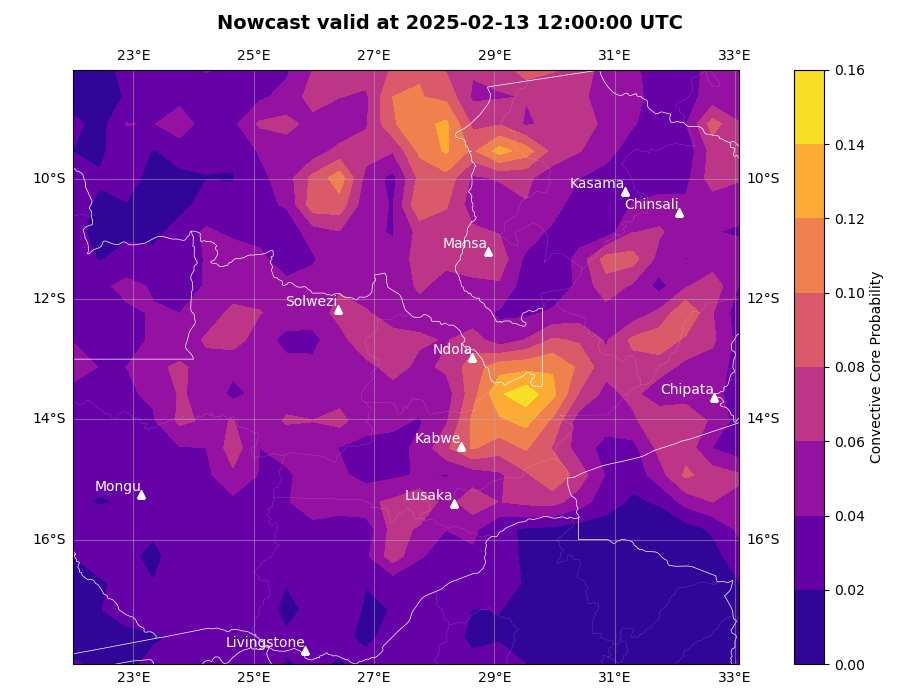 Nowcast valid at 2025-02-13 12:00:00 UTC
23°E 25°E 27°E 29°E 31°E 33°E
0.16
0.14
0.12
0.10
0.08
0.06
0.04
0.02
0.00
Convective Core Probability
10°S 10°S
12°S 12°S
14°S 14°S
16°S 16°S
Kasama
Chinsali
Mansa
Solwezi
Ndola
Chipata
Kabwe
Mongu
Lusaka
Livingstone
23°E 25°E 27°E 29°E 31°E 33°E